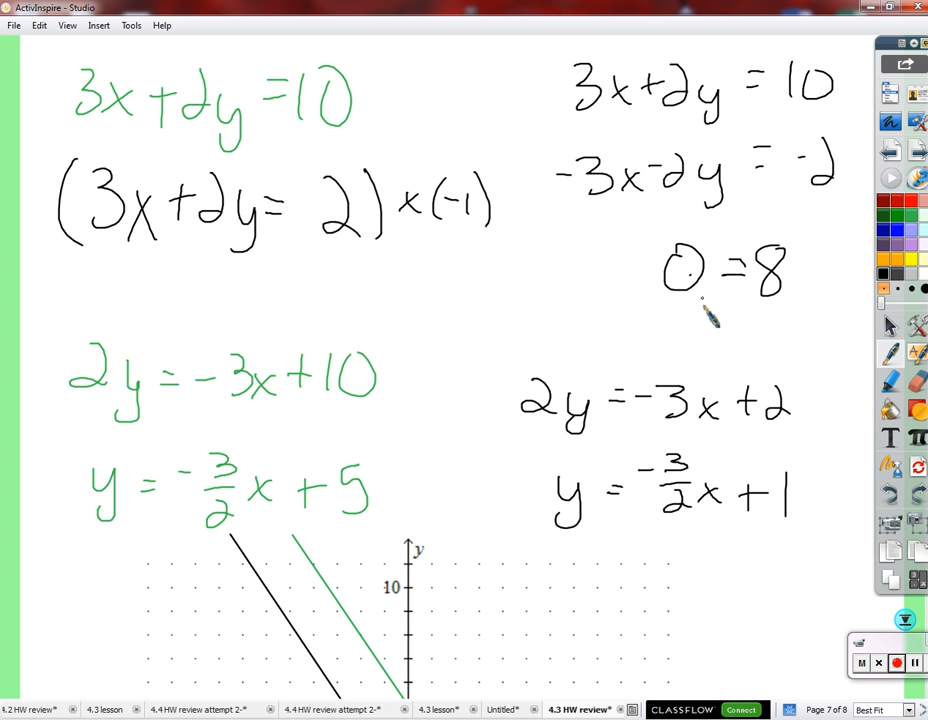 ActivInspire - Studio
File Edit View Insert Tools Help
3x+2y=10
(3x+2y= 2) ×(-1)
3x+2y = 10
-3x-2y = -2
0 = 8
2y = -3x+10
y = -3/2x +5
2y = -3x +2
y = -3/2x +1
y
10
4.2 HW review*
4.3 lesson
4.4 HW review attempt 2-*
4.4 HW review attempt 2-*
4.3 lesson*
Untitled*
4.3 HW review*
CLASSFLOW
Connect
Page 7 of 8
Best Fit
M